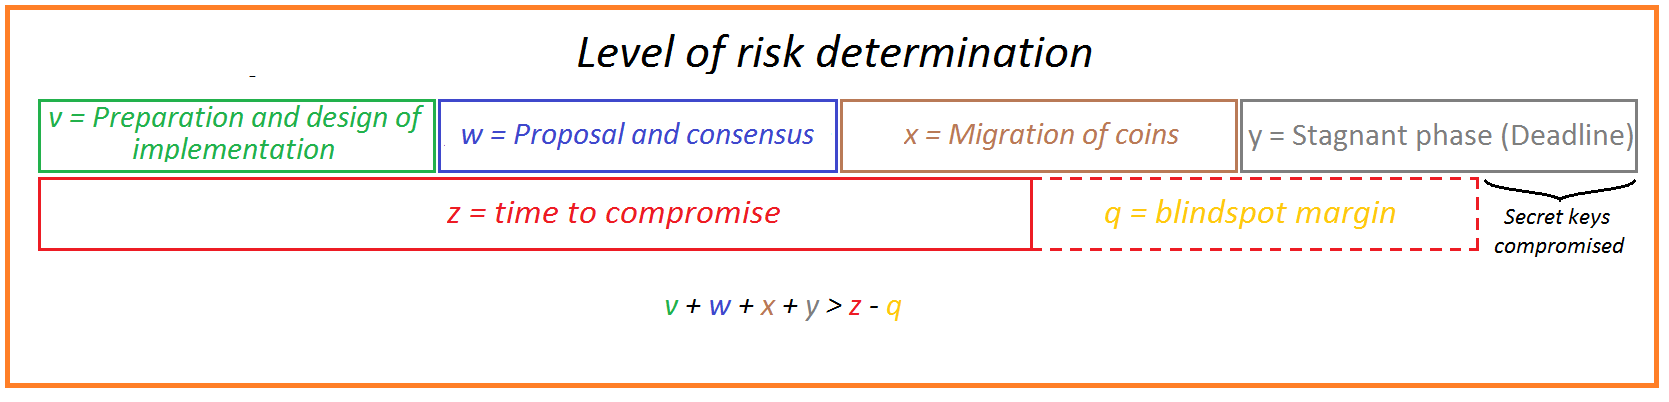 Level of risk determination
v = Preparation and design of
implementation
w = Proposal and consensus
x = Migration of coins
y = Stagnant phase (Deadline)
z = time to compromise
q = blindspot margin
Secret keys
compromised
v + w + x + y > z - q